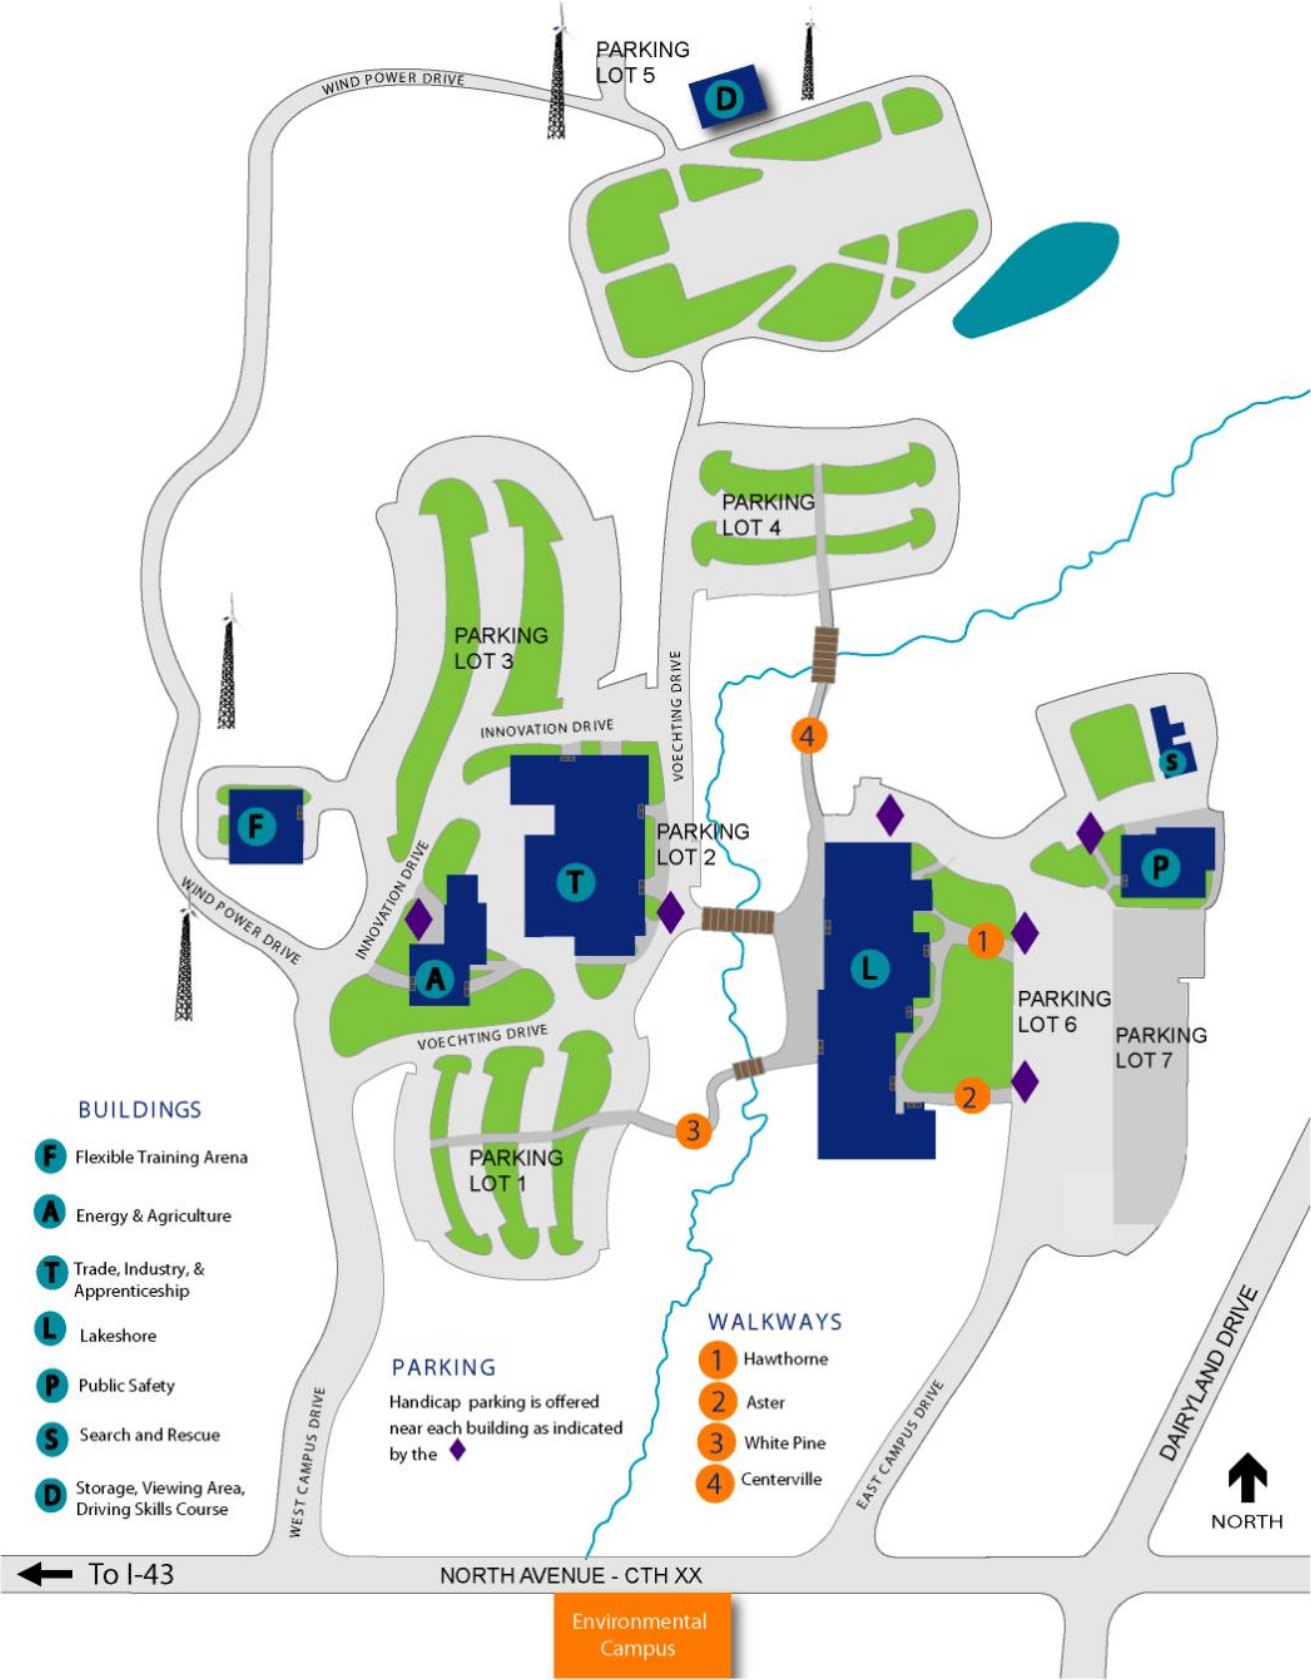 PARKING
LOT 5
WIND POWER DRIVE
D
PARKING
LOT 4
PARKING
LOT 3
INNOVATION DRIVE
VOECHTING DRIVE
4
S
F
T
PARKING
LOT 2
P
INNOVATION DRIVE
WIND POWER DRIVE
A
L
1
PARKING
LOT 6
PARKING
LOT 7
VOECHTING DRIVE
2
3
PARKING
LOT 1
BUILDINGS
F Flexible Training Arena
A Energy & Agriculture
T Trade, Industry, &
Apprenticeship
L Lakeshore
P Public Safety
S Search and Rescue
D Storage, Viewing Area,
Driving Skills Course
PARKING
Handicap parking is offered
near each building as indicated
by the
WALKWAYS
1 Hawthorne
2 Aster
3 White Pine
4 Centerville
WEST CAMPUS DRIVE
EAST CAMPUS DRIVE
DAIRYLAND DRIVE
NORTH
To I-43
NORTH AVENUE - CTH XX
Environmental
Campus